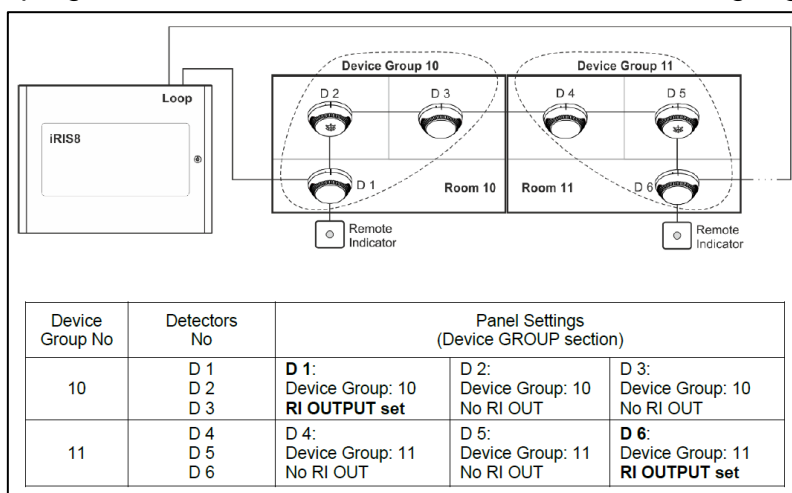 Loop
iRIS8
Device Group 10
Device Group 11
D 2
D 3
D 4
D 5
D 1
Room 10
Room 11
D 6
Remote
Indicator
Remote
Indicator
Device
Group No
Detectors
No
Panel Settings
(Device GROUP section)
10
D 1
D 2
D 3
D 1:
Device Group: 10
RI OUTPUT set
D 2:
Device Group: 10
No RI OUT
D 3:
Device Group: 10
No RI OUT
11
D 4
D 5
D 6
D 4:
Device Group: 11
No RI OUT
D 5:
Device Group: 11
No RI OUT
D 6:
Device Group: 11
RI OUTPUT set